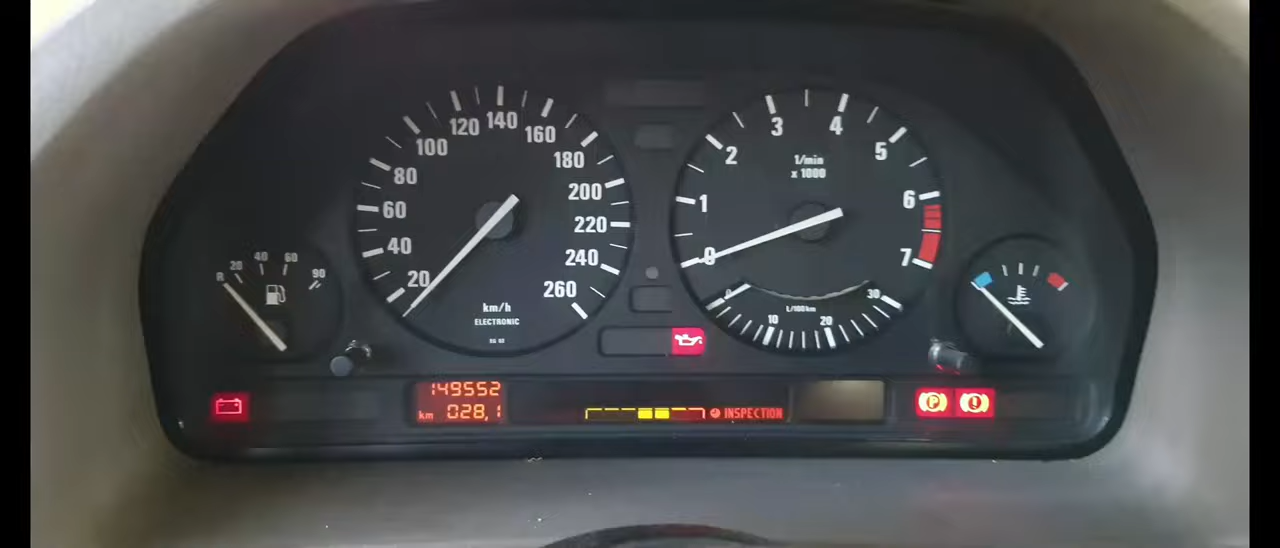 R 20 40 60 90
20 40 60 80 100 120 140 160 180 200 220 240 260
km/h
ELECTRONIC
0 1 2 3 4 5 6 7
1/min
x 1000
0 10 20 30
L/100km
149552
km 028,1
INSPECTION
P
!